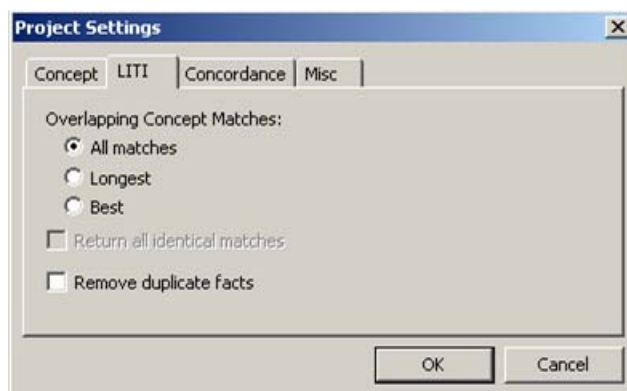 Project Settings
Concept LITI Concordance Misc
Overlapping Concept Matches:
All matches
Longest
Best
Return all identical matches
Remove duplicate facts
OK Cancel